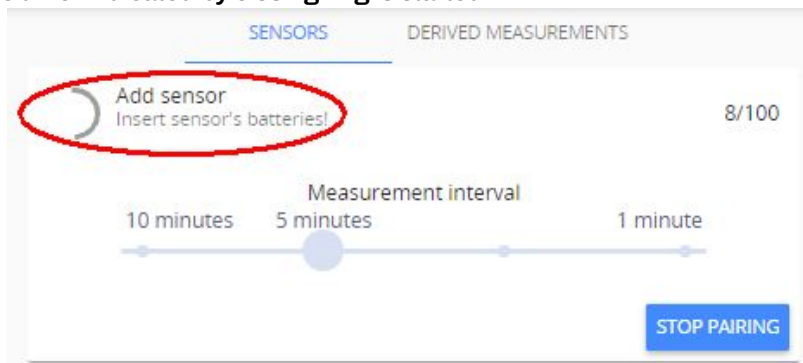 SENSORS DERIVED MEASUREMENTS
Add sensor
Insert sensor's batteries! 8/100
Measurement interval
10 minutes 5 minutes 1 minute
STOP PAIRING